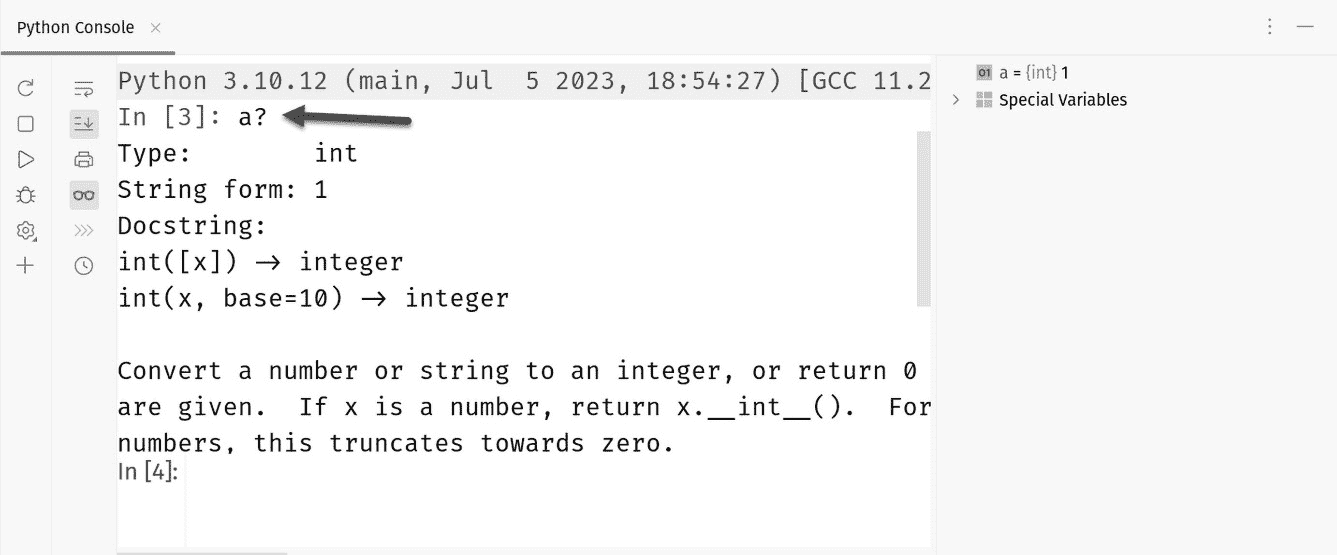 Python Console
Python 3.10.12 (main, Jul  5 2023, 18:54:27) [GCC 11.2
In [3]: a?
Type:        int
String form: 1
Docstring:
int([x]) -> integer
int(x, base=10) -> integer
Convert a number or string to an integer, or return 0
are given.  If x is a number, return x.__int__().  For
numbers, this truncates towards zero.
In [4]:
01 a = {int} 1
Special Variables